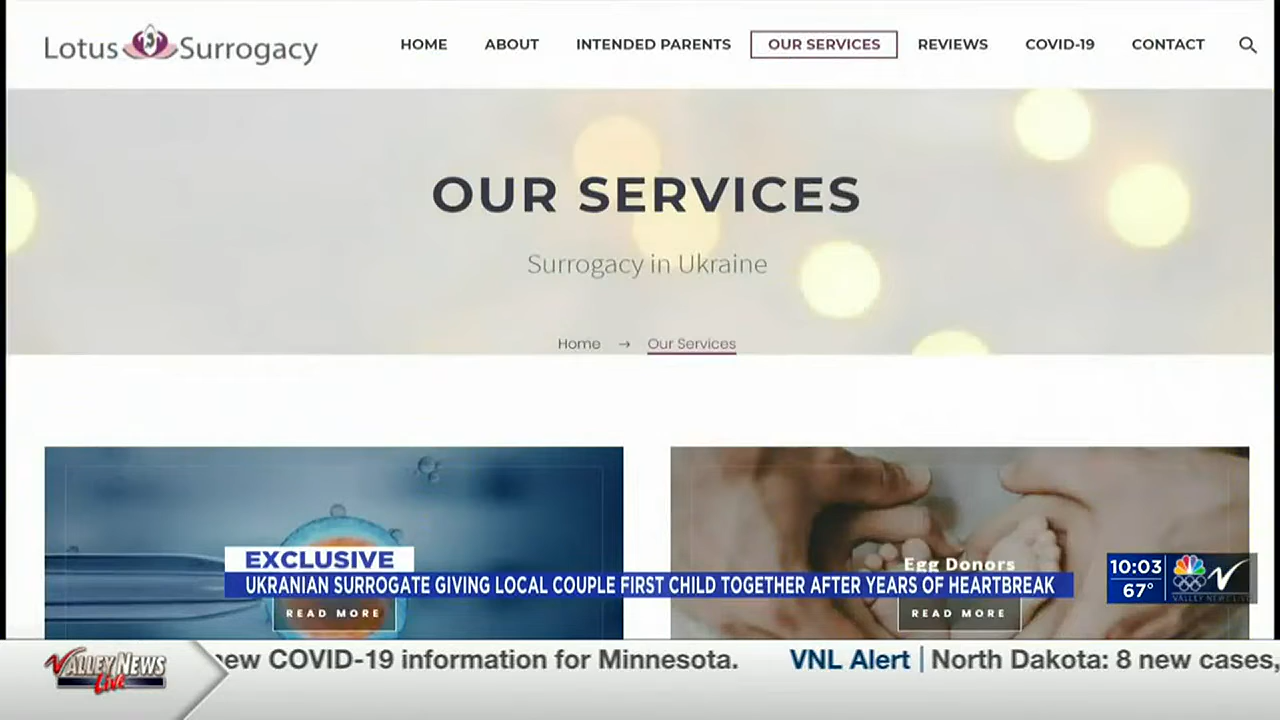 Lotus Surrogacy
HOME ABOUT INTENDED PARENTS OUR SERVICES REVIEWS COVID-19 CONTACT
OUR SERVICES
Surrogacy in Ukraine
Home → Our Services
Egg Donors
READ MORE
READ MORE
EXCLUSIVE
UKRANIAN SURROGATE GIVING LOCAL COUPLE FIRST CHILD TOGETHER AFTER YEARS OF HEARTBREAK
10:03
67°
VALLEY NEWS LIVE
VALLEY NEWS
Live
new COVID-19 information for Minnesota. VNL Alert | North Dakota: 8 new cases,